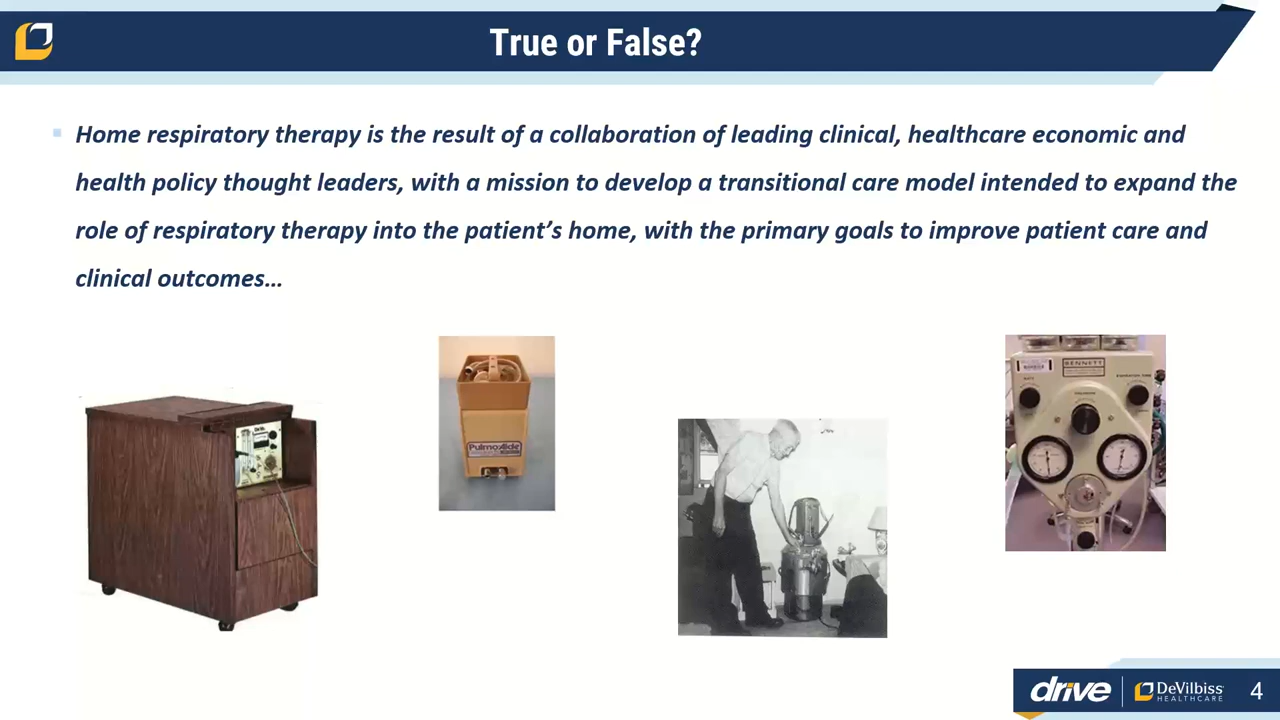 True or False?
Home respiratory therapy is the result of a collaboration of leading clinical, healthcare economic and
health policy thought leaders, with a mission to develop a transitional care model intended to expand the
role of respiratory therapy into the patient's home, with the primary goals to improve patient care and
clinical outcomes…
PulmoAide
BENNETT
drive
DeVilbiss
HEALTHCARE
4